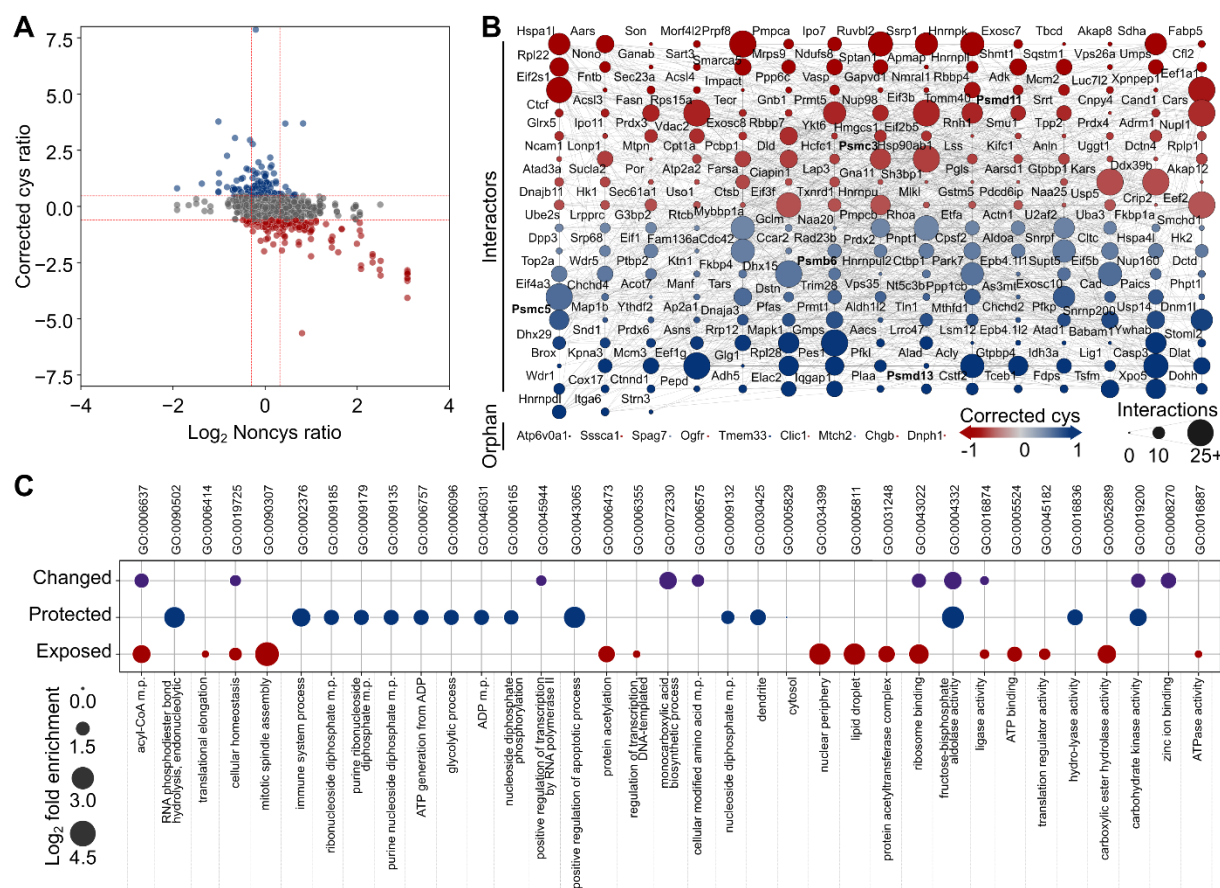 A
7.5
5.0
2.5
0.0
−2.5
−5.0
−7.5
Corrected cys ratio
−4
−2
0
2
4
Log2 Noncys ratio
B
Interactors
Hspa1l Aars Son Morf4l2 Prpf8 Pmpca Ipo7 Ruvbl2 Ssrp1 Hnrnpk Exosc7 Tbcd Akap8 Sdha Fabp5
Rpl22 Nono Ganab Sart3 Smarca5 Mrps9 Ndufs8 Sptan1 Apmap Hnrnpll Shmt1 Sqstm1 Vps26a Umps Cfl2
Eif2s1 Fntb Sec23a Acsl4 Impact Ppp6c Vasp Gapvd1 Nmral1 Rbbp4 Adk Mcm2 Luc7l2 Xpnpep1 Eef1a1
Ctcf Acsl3 Fasn Rps15a Tecr Gnb1 Prmt5 Nup98 Eif3b Tomm40 Psmd11 Srrt Cnpy4 Cand1 Cars
Glrx5 Ipo11 Prdx3 Vdac2 Exosc8 Rbbp7 Ykt6 Hmgcs1 Eif2b5 Rnh1 Smu1 Tpp2 Prdx4 Adrm1 Nupl1
Ncam1 Lonp1 Mtpn Cpt1a Pcbp1 Dld Hcfc1 Psmc3 Hsp90ab1 Lss Kifc1 Anln Uggt1 Dctn4 Rplp1
Atad3a Sucla2 Por Atp2a2 Farsa Ciapin1 Lap3 Gna11 Sh3bp1 Pgls Aarsd1 Gtpbp1 Kars Ddx39b Akap12
Dnajb11 Hk1 Sec61a1 Uso1 Ctsb Eif3f Txnrd1 Hnrnpu Mlkl Gstm5 Pdcd6ip Naa25 Usp5 Crip2 Eef2
Ube2s Lrpprc G3bp2 Rtcb Mybbp1a Gclm Naa20 Pmpcb Rhoa Etfa Actn1 U2af2 Uba3 Fkbp1a Smchd1
Dpp3 Srp68 Eif1 Fam136a Cdc42 Ccar2 Rad23b Prdx2 Pnpt1 Cpsf2 Aldoa Snrpf Cltc Hspa4l Hk2
Top2a Wdr5 Ptbp2 Ktn1 Fkbp4 Dhx15 Psmb6 Hnrnpul2 Ctbp1 Park7 Epb4.1l1 Supt5 Eif5b Nup160 Dctd
Eif4a3 Chchd4 Acot7 Manf Tars Dstn Trim28 Vps35 Nt5c3b Ppp1cb As3mt Exosc10 Cad Paics Phpt1
Psmc5 Map1b Ythdf2 Ap2a1 Dnaja3 Pfas Prmt1 Aldh1l2 Tln1 Mthfd1 Chchd2 Pfkp Snrnp200 Usp14 Dnm1l
Dhx29 Snd1 Prdx6 Asns Rrp12 Mapk1 Gmps Aacs Lrrc47 Lsm12 Epb4.1l2 Atad1 Babam1 Ywhab Stoml2
Brox Kpna3 Mcm3 Eef1g Glg1 Rpl28 Pes1 Pfkl Alad Acly Gtpbp4 Idh3a Lig1 Casp3 Dlat
Wdr1 Cox17 Ctnnd1 Pepd Adh5 Elac2 Iqgap1 Plaa Psmd13 Cstf2 Tceb1 Fdps Tsfm Xpo5 Dohh
Hnrnpdl Itga6 Strn3
Orphan
Atp6v0a1 Sssca1 Spag7 Ogfr Tmem33 Clic1 Mtch2 Chgb Dnph1
Corrected cys
−1
1
Interactions
0
10
25+
C
GO:0006637
GO:0090502
GO:0006414
GO:0019725
GO:0090307
GO:0002376
GO:0009185
GO:0009179
GO:0009135
GO:0006757
GO:0006096
GO:0046031
GO:0006165
GO:0045944
GO:0043065
GO:0006473
GO:0006355
GO:0072330
GO:0006575
GO:0009132
GO:0030425
GO:0005829
GO:0034399
GO:0005811
GO:0031248
GO:0043022
GO:0004332
GO:0016874
GO:0005524
GO:0045182
GO:0016836
GO:0052689
GO:0019200
GO:0008270
GO:0016887
Changed
Protected
Exposed
Log2 fold enrichment
0.0
1.5
3.0
4.5
acyl-CoA m.p.
RNA phosphodiester bond
hydrolysis, endonucleolytic
translational elongation
cellular homeostasis
mitotic spindle assembly
immune system process
ribonucleoside diphosphate m.p.
purine ribonucleoside
diphosphate m.p.
purine nucleoside diphosphate m.p.
ATP generation from ADP
glycolytic process
ADP m.p.
nucleoside diphosphate
phosphorylation
positive regulation of transcription
by RNA polymerase II
positive regulation of apoptotic process
protein acetylation
regulation of transcription,
DNA-templated
monocarboxylic acid
biosynthetic process
cellular modified amino acid m.p.
nucleoside diphosphate m.p.
dendrite
cytosol
nuclear periphery
lipid droplet
protein acetyltransferase complex
ribosome binding
fructose-bisphosphate
aldolase activity
ligase activity
ATP binding
translation regulator activity
hydro-lyase activity
carboxylic ester hydrolase activity
carbohydrate kinase activity
zinc ion binding
ATPase activity